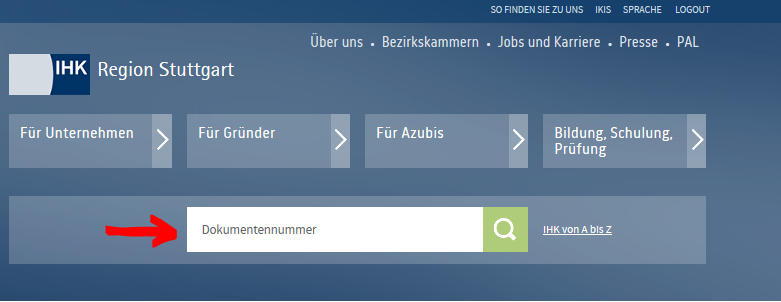 SO FINDEN SIE ZU UNS IKIS SPRACHE LOGOUT
Über uns • Bezirkskammern • Jobs und Karriere • Presse • PAL
IHK Region Stuttgart
Für Unternehmen
Für Gründer
Für Azubis
Bildung, Schulung,
Prüfung
Dokumentennummer
IHK von A bis Z